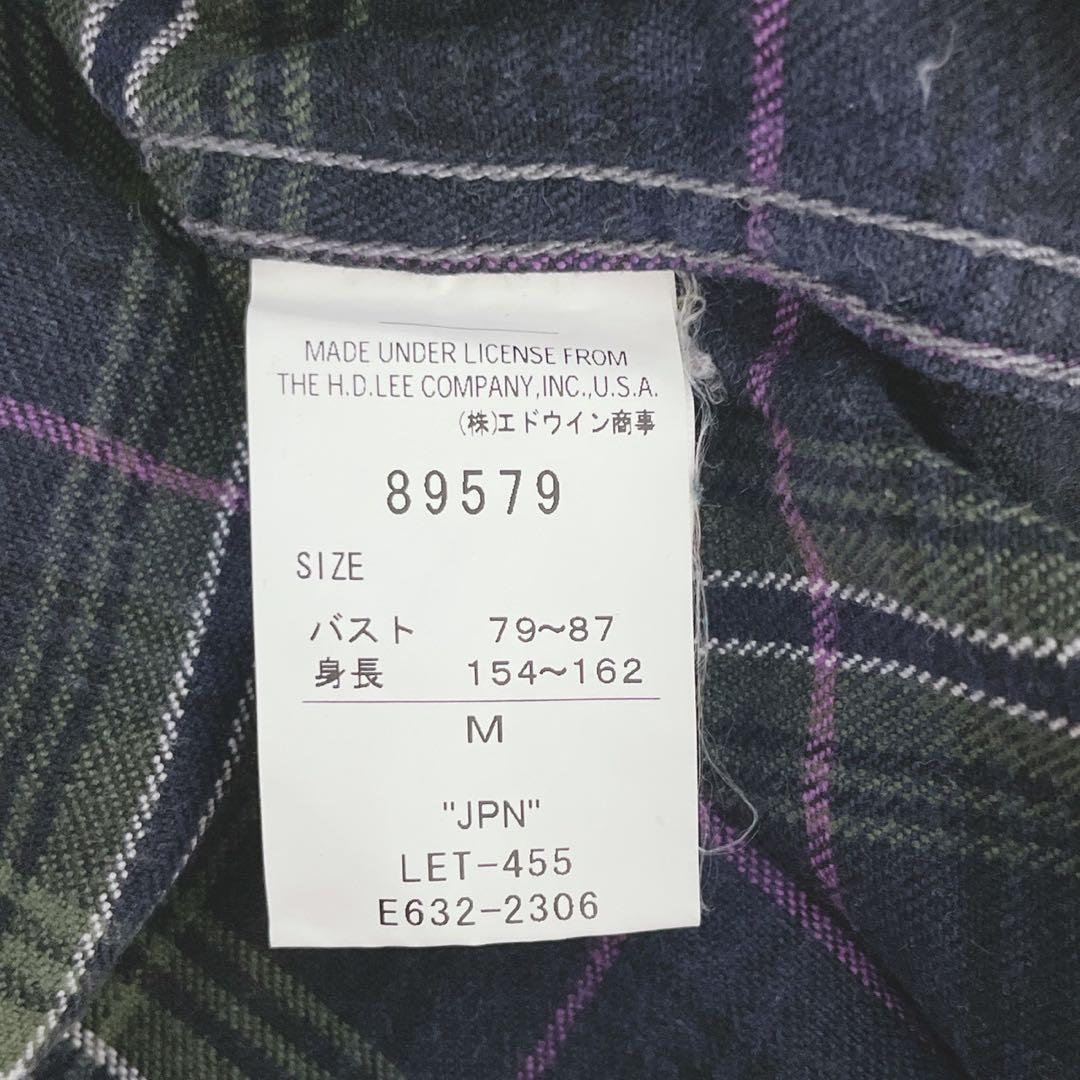 MADE UNDER LICENSE FROM
THE H.D.LEE COMPANY,INC.,U.S.A.
(株)エドウイン商事
89579
SIZE
バスト 79〜87
身長 154〜162
M
"JPN"
LET-455
E632-2306